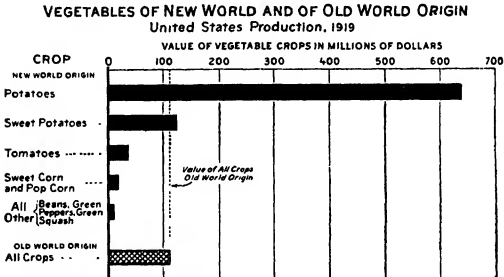 VEGETABLES OF NEW WORLD AND OF OLD WORLD ORIGIN
United States Production, 1919
VALUE OF VEGETABLE CROPS IN MILLIONS OF DOLLARS
CROP
0 100 200 300 400 500 600 700
NEW WORLD ORIGIN
Potatoes
Sweet Potatoes
Tomatoes
Sweet Corn
and Pop Corn
Value of All Crops
Old World Origin
All Other
Beans, Green
Peppers, Green
Squash
OLD WORLD ORIGIN
All Crops